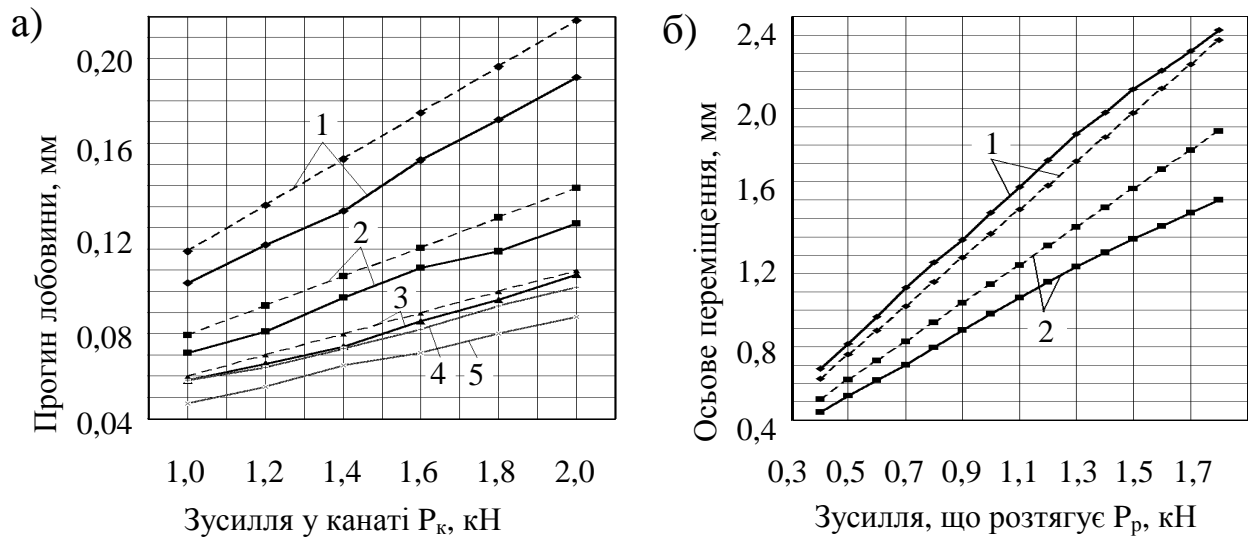 а)
Прогин лобовини, мм
0,20
0,16
0,12
0,08
0,04
1
2
3
4
5
1,0 1,2 1,4 1,6 1,8 2,0
Зусилля у канаті Рк, кН
б)
Осьове переміщення, мм
2,4
2,0
1,6
1,2
0,8
0,4
1
2
0,3 0,5 0,7 0,9 1,1 1,3 1,5 1,7
Зусилля, що розтягує Рр, кН